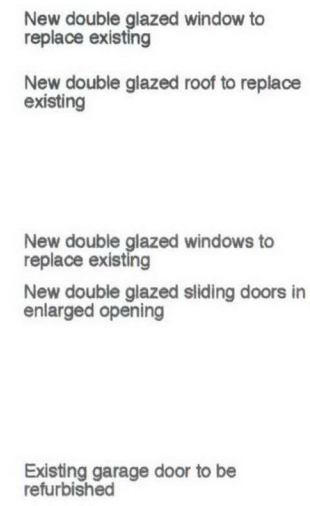 New double glazed window to
replace existing
New double glazed roof to replace
existing
New double glazed windows to
replace existing
New double glazed sliding doors in
enlarged opening
Existing garage door to be
refurbished